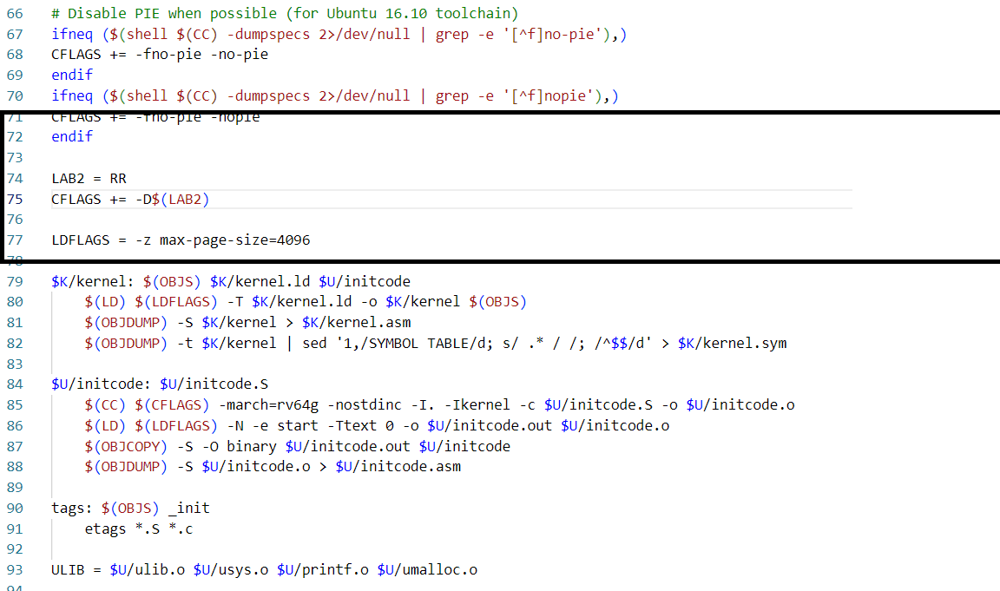 66 # Disable PIE when possible (for Ubuntu 16.10 toolchain)
67 ifneq ($(shell $(CC) -dumpspecs 2>/dev/null | grep -e '[^f]no-pie'),)
68 CFLAGS += -fno-pie -no-pie
69 endif
70 ifneq ($(shell $(CC) -dumpspecs 2>/dev/null | grep -e '[^f]nopie'),)
71 CFLAGS += -fno-pie -nopie
72 endif
73
74 LAB2 = RR
75 CFLAGS += -D$(LAB2)
76
77 LDFLAGS = -z max-page-size=4096
78
79 $K/kernel: $(OBJS) $K/kernel.ld $U/initcode
80 $(LD) $(LDFLAGS) -T $K/kernel.ld -o $K/kernel $(OBJS)
81 $(OBJDUMP) -S $K/kernel > $K/kernel.asm
82 $(OBJDUMP) -t $K/kernel | sed '1,/SYMBOL TABLE/d; s/ .* / /; /^$$/d' > $K/kernel.sym
83
84 $U/initcode: $U/initcode.S
85 $(CC) $(CFLAGS) -march=rv64g -nostdinc -I. -Ikernel -c $U/initcode.S -o $U/initcode.o
86 $(LD) $(LDFLAGS) -N -e start -Ttext 0 -o $U/initcode.out $U/initcode.o
87 $(OBJCOPY) -S -O binary $U/initcode.out $U/initcode
88 $(OBJDUMP) -S $U/initcode.o > $U/initcode.asm
89
90 tags: $(OBJS) _init
91 etags *.S *.c
92
93 ULIB = $U/ulib.o $U/usys.o $U/printf.o $U/umalloc.o
94